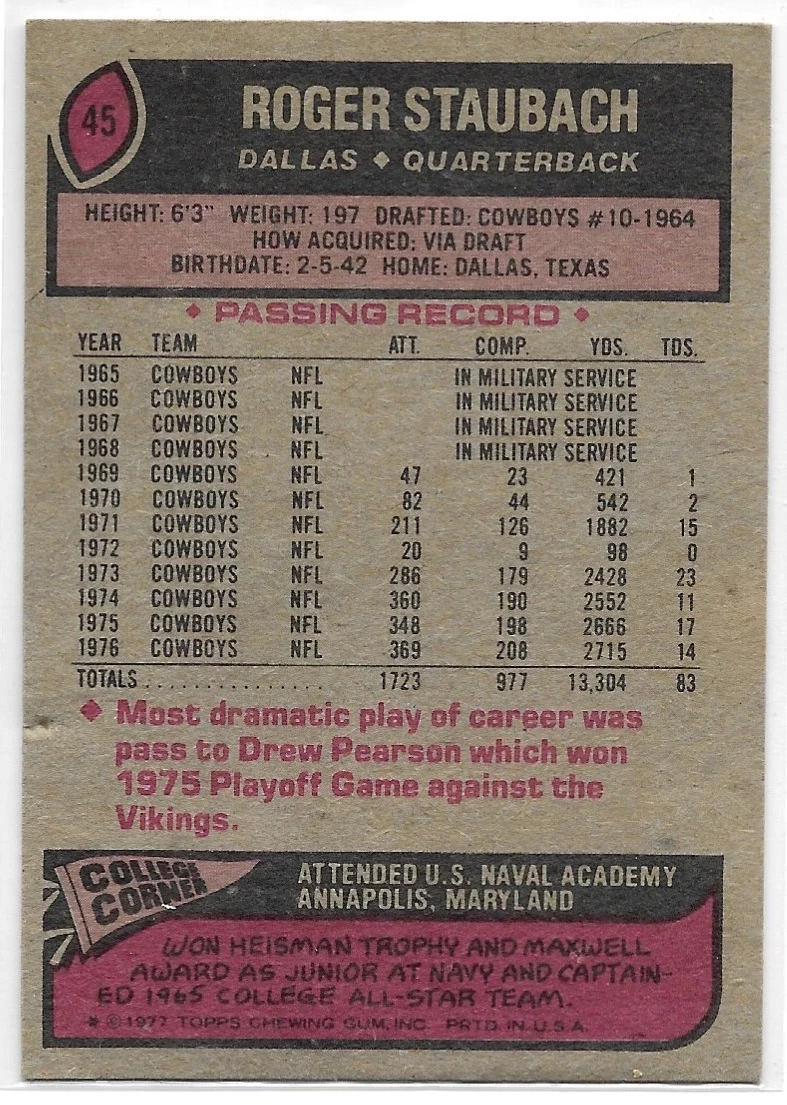 45
ROGER STAUBACH
DALLAS ◆ QUARTERBACK
HEIGHT: 6'3" WEIGHT: 197 DRAFTED: COWBOYS #10-1964
HOW ACQUIRED: VIA DRAFT
BIRTHDATE: 2-5-42 HOME: DALLAS, TEXAS
◆ PASSING RECORD ◆
YEAR TEAM ATT. COMP. YDS. TDS.
1965 COWBOYS NFL IN MILITARY SERVICE
1966 COWBOYS NFL IN MILITARY SERVICE
1967 COWBOYS NFL IN MILITARY SERVICE
1968 COWBOYS NFL IN MILITARY SERVICE
1969 COWBOYS NFL 47 23 421 1
1970 COWBOYS NFL 82 44 542 2
1971 COWBOYS NFL 211 126 1882 15
1972 COWBOYS NFL 20 9 98 0
1973 COWBOYS NFL 286 179 2428 23
1974 COWBOYS NFL 360 190 2552 11
1975 COWBOYS NFL 348 198 2666 17
1976 COWBOYS NFL 369 208 2715 14
TOTALS................ 1723 977 13,304 83
◆ Most dramatic play of career was
pass to Drew Pearson which won
1975 Playoff Game against the
Vikings.
COLLEGE
CORNER
ATTENDED U.S. NAVAL ACADEMY
ANNAPOLIS, MARYLAND
WON HEISMAN TROPHY AND MAXWELL
AWARD AS JUNIOR AT NAVY AND CAPTAIN-
ED 1965 COLLEGE ALL-STAR TEAM.
* © 1977 TOPPS CHEWING GUM, INC. PRTD. IN U.S.A.